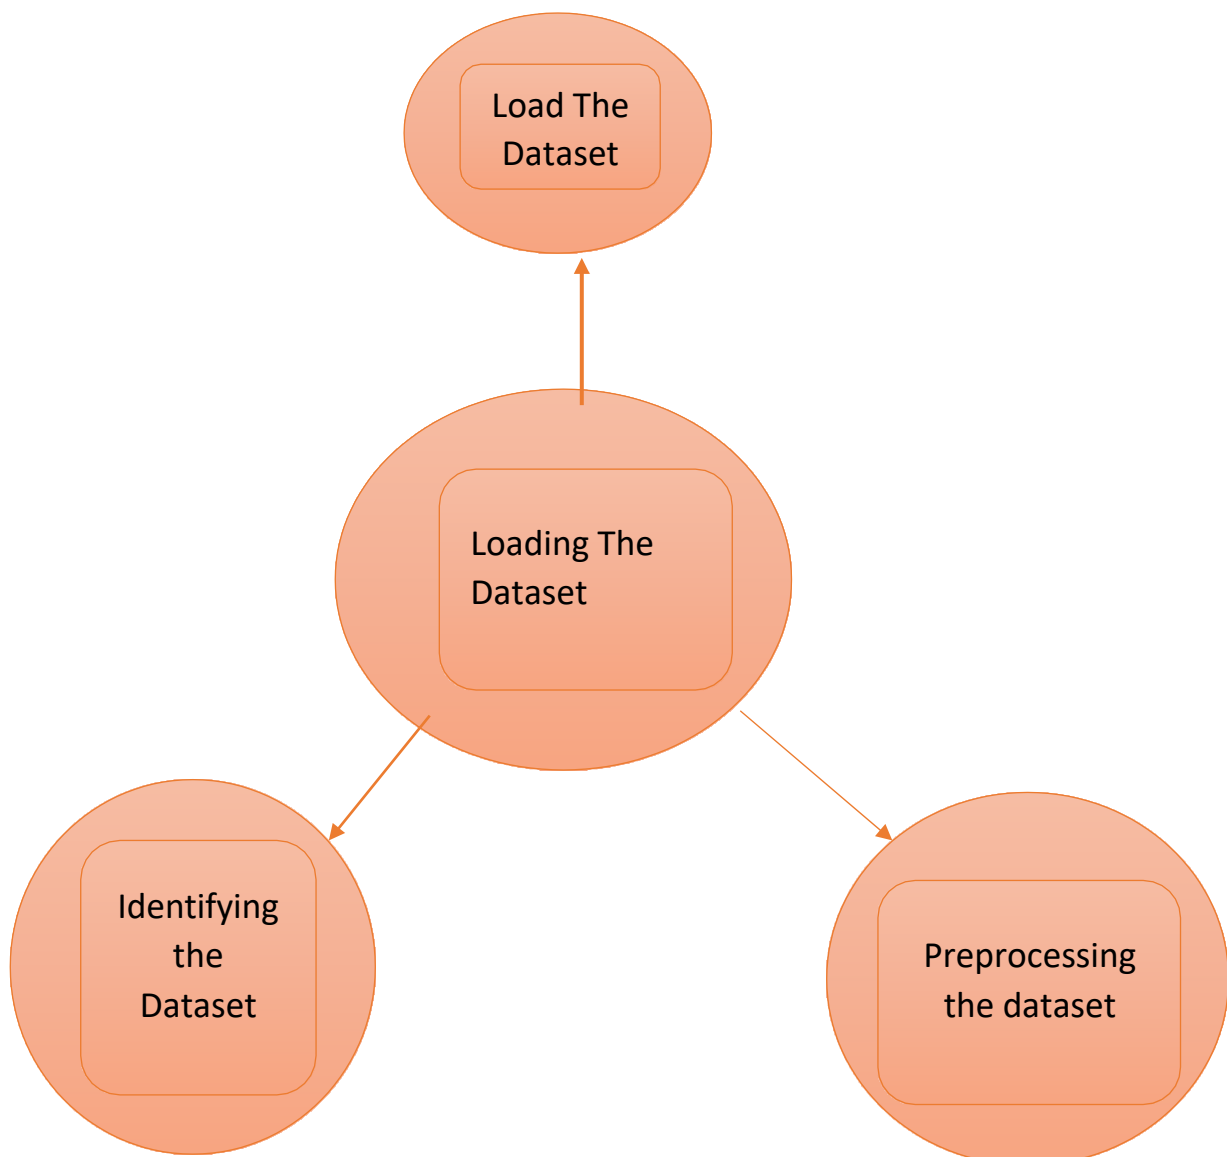 Load The
Dataset
Loading The
Dataset
Identifying
the
Dataset
Preprocessing
the dataset